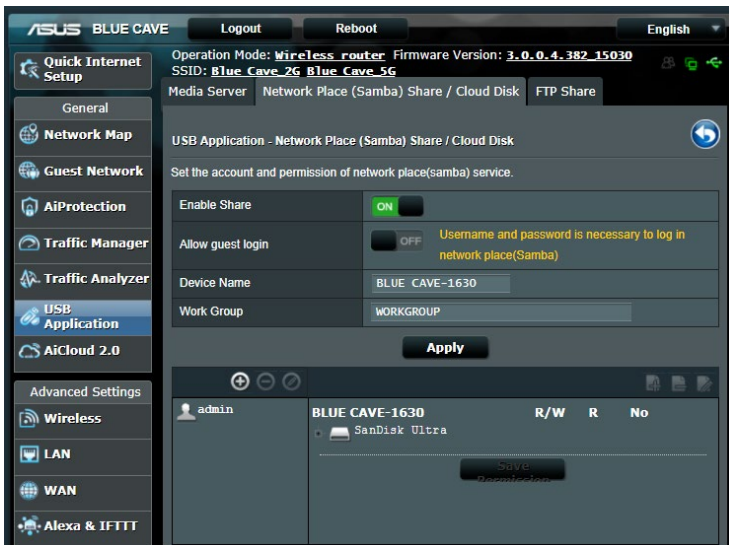 ASUS BLUE CAVE
Logout
Reboot
English
Quick Internet
Setup
General
Network Map
Guest Network
AiProtection
Traffic Manager
Traffic Analyzer
USB
Application
AiCloud 2.0
Advanced Settings
Wireless
LAN
WAN
Alexa & IFTTT
Operation Mode: Wireless router Firmware Version: 3.0.0.4.382_15030
SSID: Blue Cave_2G Blue Cave_5G
Media Server
Network Place (Samba) Share / Cloud Disk
FTP Share
USB Application - Network Place (Samba) Share / Cloud Disk
Set the account and permission of network place(samba) service.
Enable Share
ON
Allow guest login
OFF
Username and password is necessary to log in
network place(Samba)
Device Name
BLUE CAVE-1630
Work Group
WORKGROUP
Apply
admin
BLUE CAVE-1630 R/W R No
SanDisk Ultra
Save
Permission